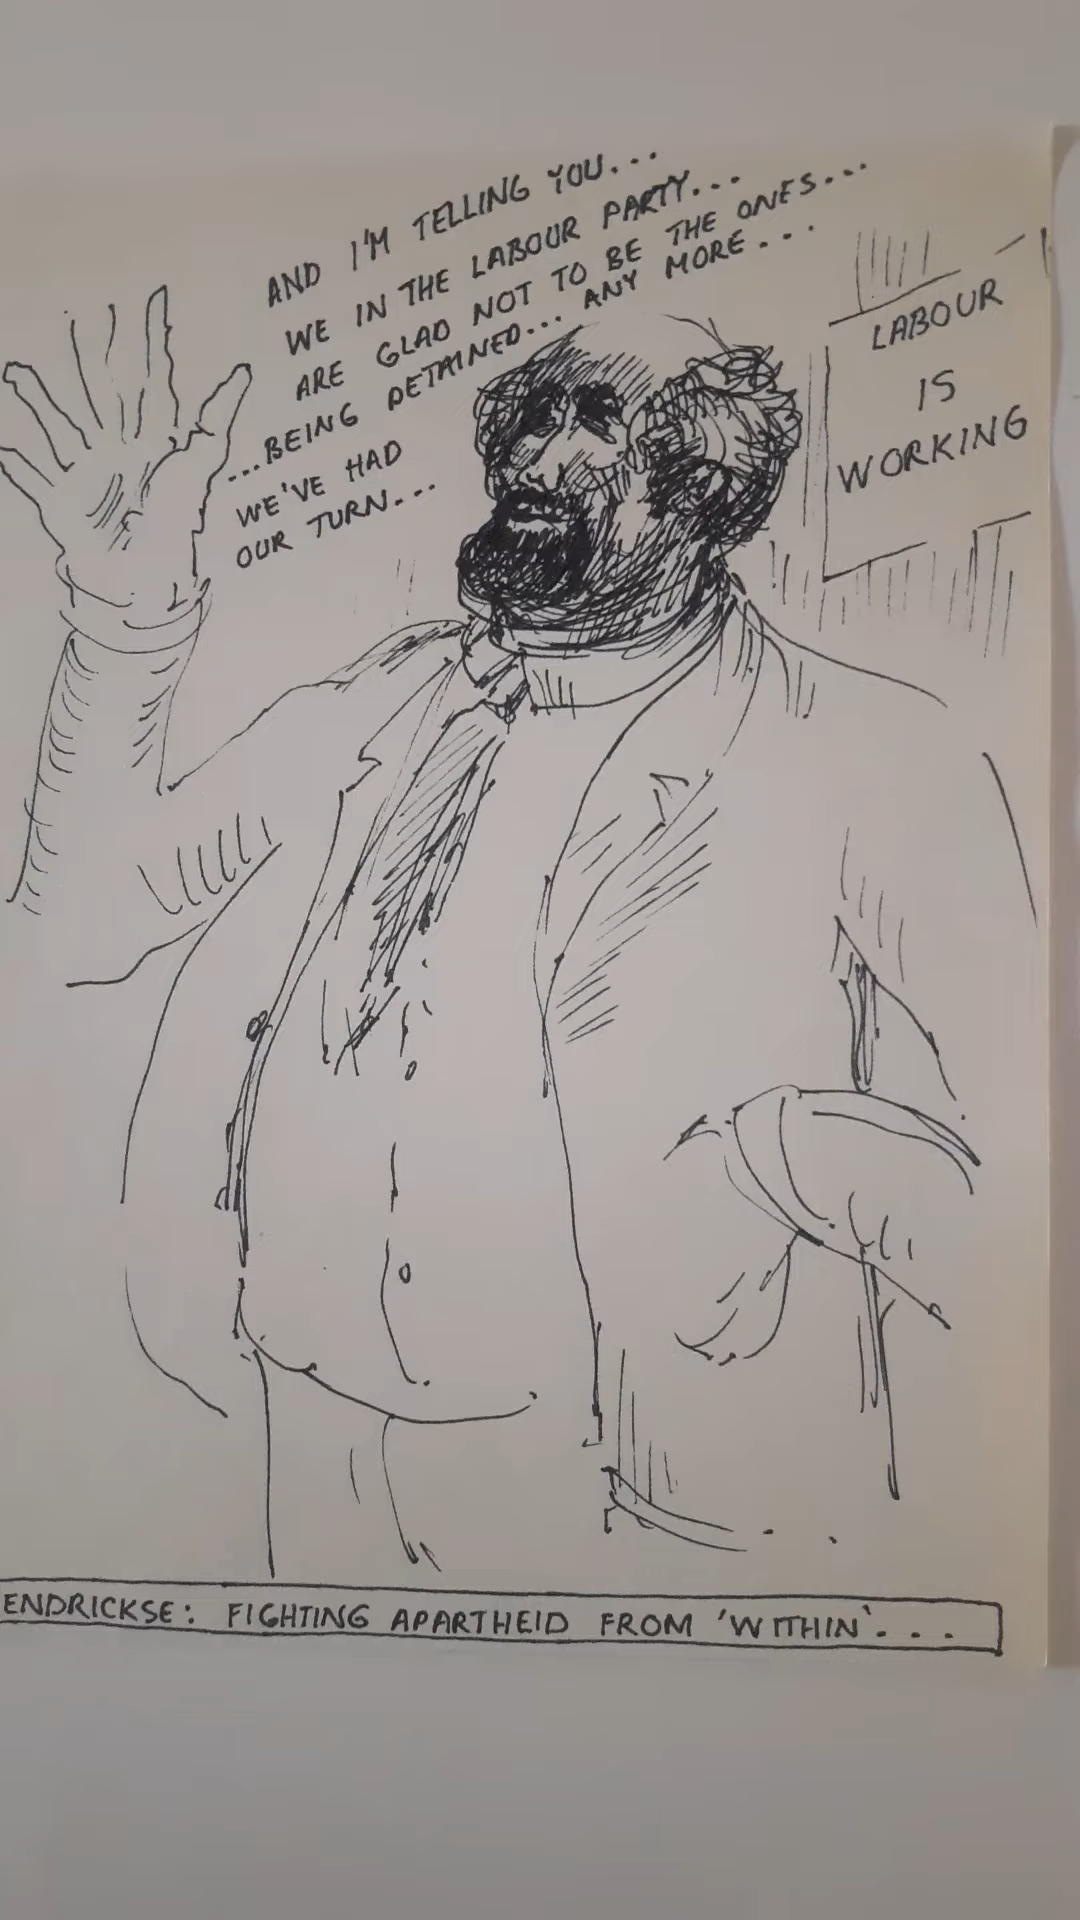 AND I'M TELLING YOU...
WE IN THE LABOUR PARTY...
ARE GLAD NOT TO BE THE ONES...
...BEING DETAINED... ANY MORE...
WE'VE HAD
OUR TURN...
LABOUR
IS
WORKING
ENDRICKSE: FIGHTING APARTHEID FROM 'WITHIN'...